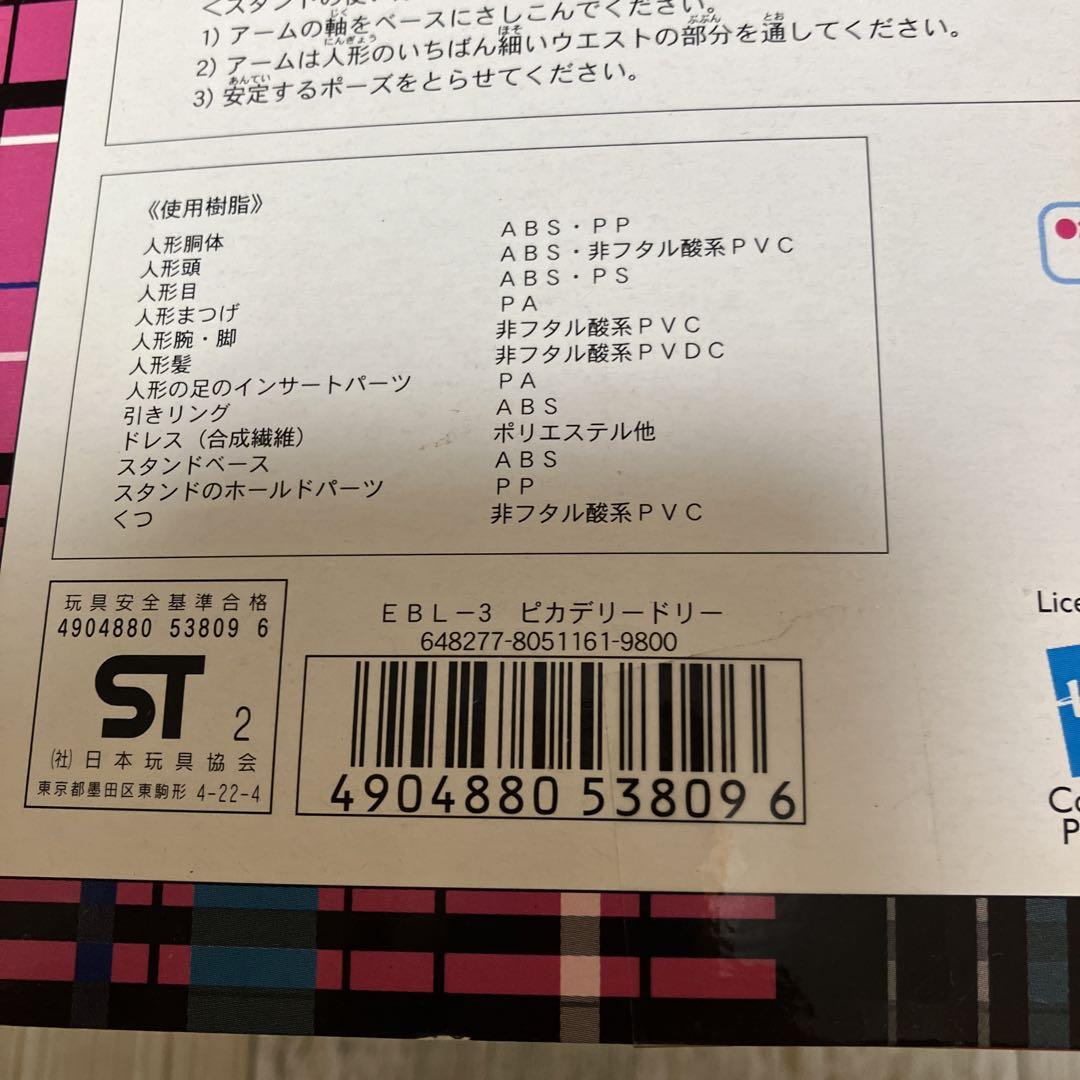 1) アームの軸をベースにさしこんでください。
2) アームは人形のいちばん細いウエストの部分を通してください。
3) 安定するポーズをとらせてください。
《使用樹脂》
人形胴体 ABS・PP
人形頭 ABS・非フタル酸系PVC
人形目 ABS・PS
人形まつげ PA
人形腕・脚 非フタル酸系PVC
人形髪 非フタル酸系PVDC
人形の足のインサートパーツ PA
引きリング ABS
ドレス（合成繊維） ポリエステル他
スタンドベース ABS
スタンドのホールドパーツ PP
くつ 非フタル酸系PVC
玩具安全基準合格
4904880 53809 6
ST 2
(社) 日本玩具協会
東京都墨田区東駒形 4-22-4
EBL-3 ピカデリードリー
648277-8051161-9800
4904880 538096